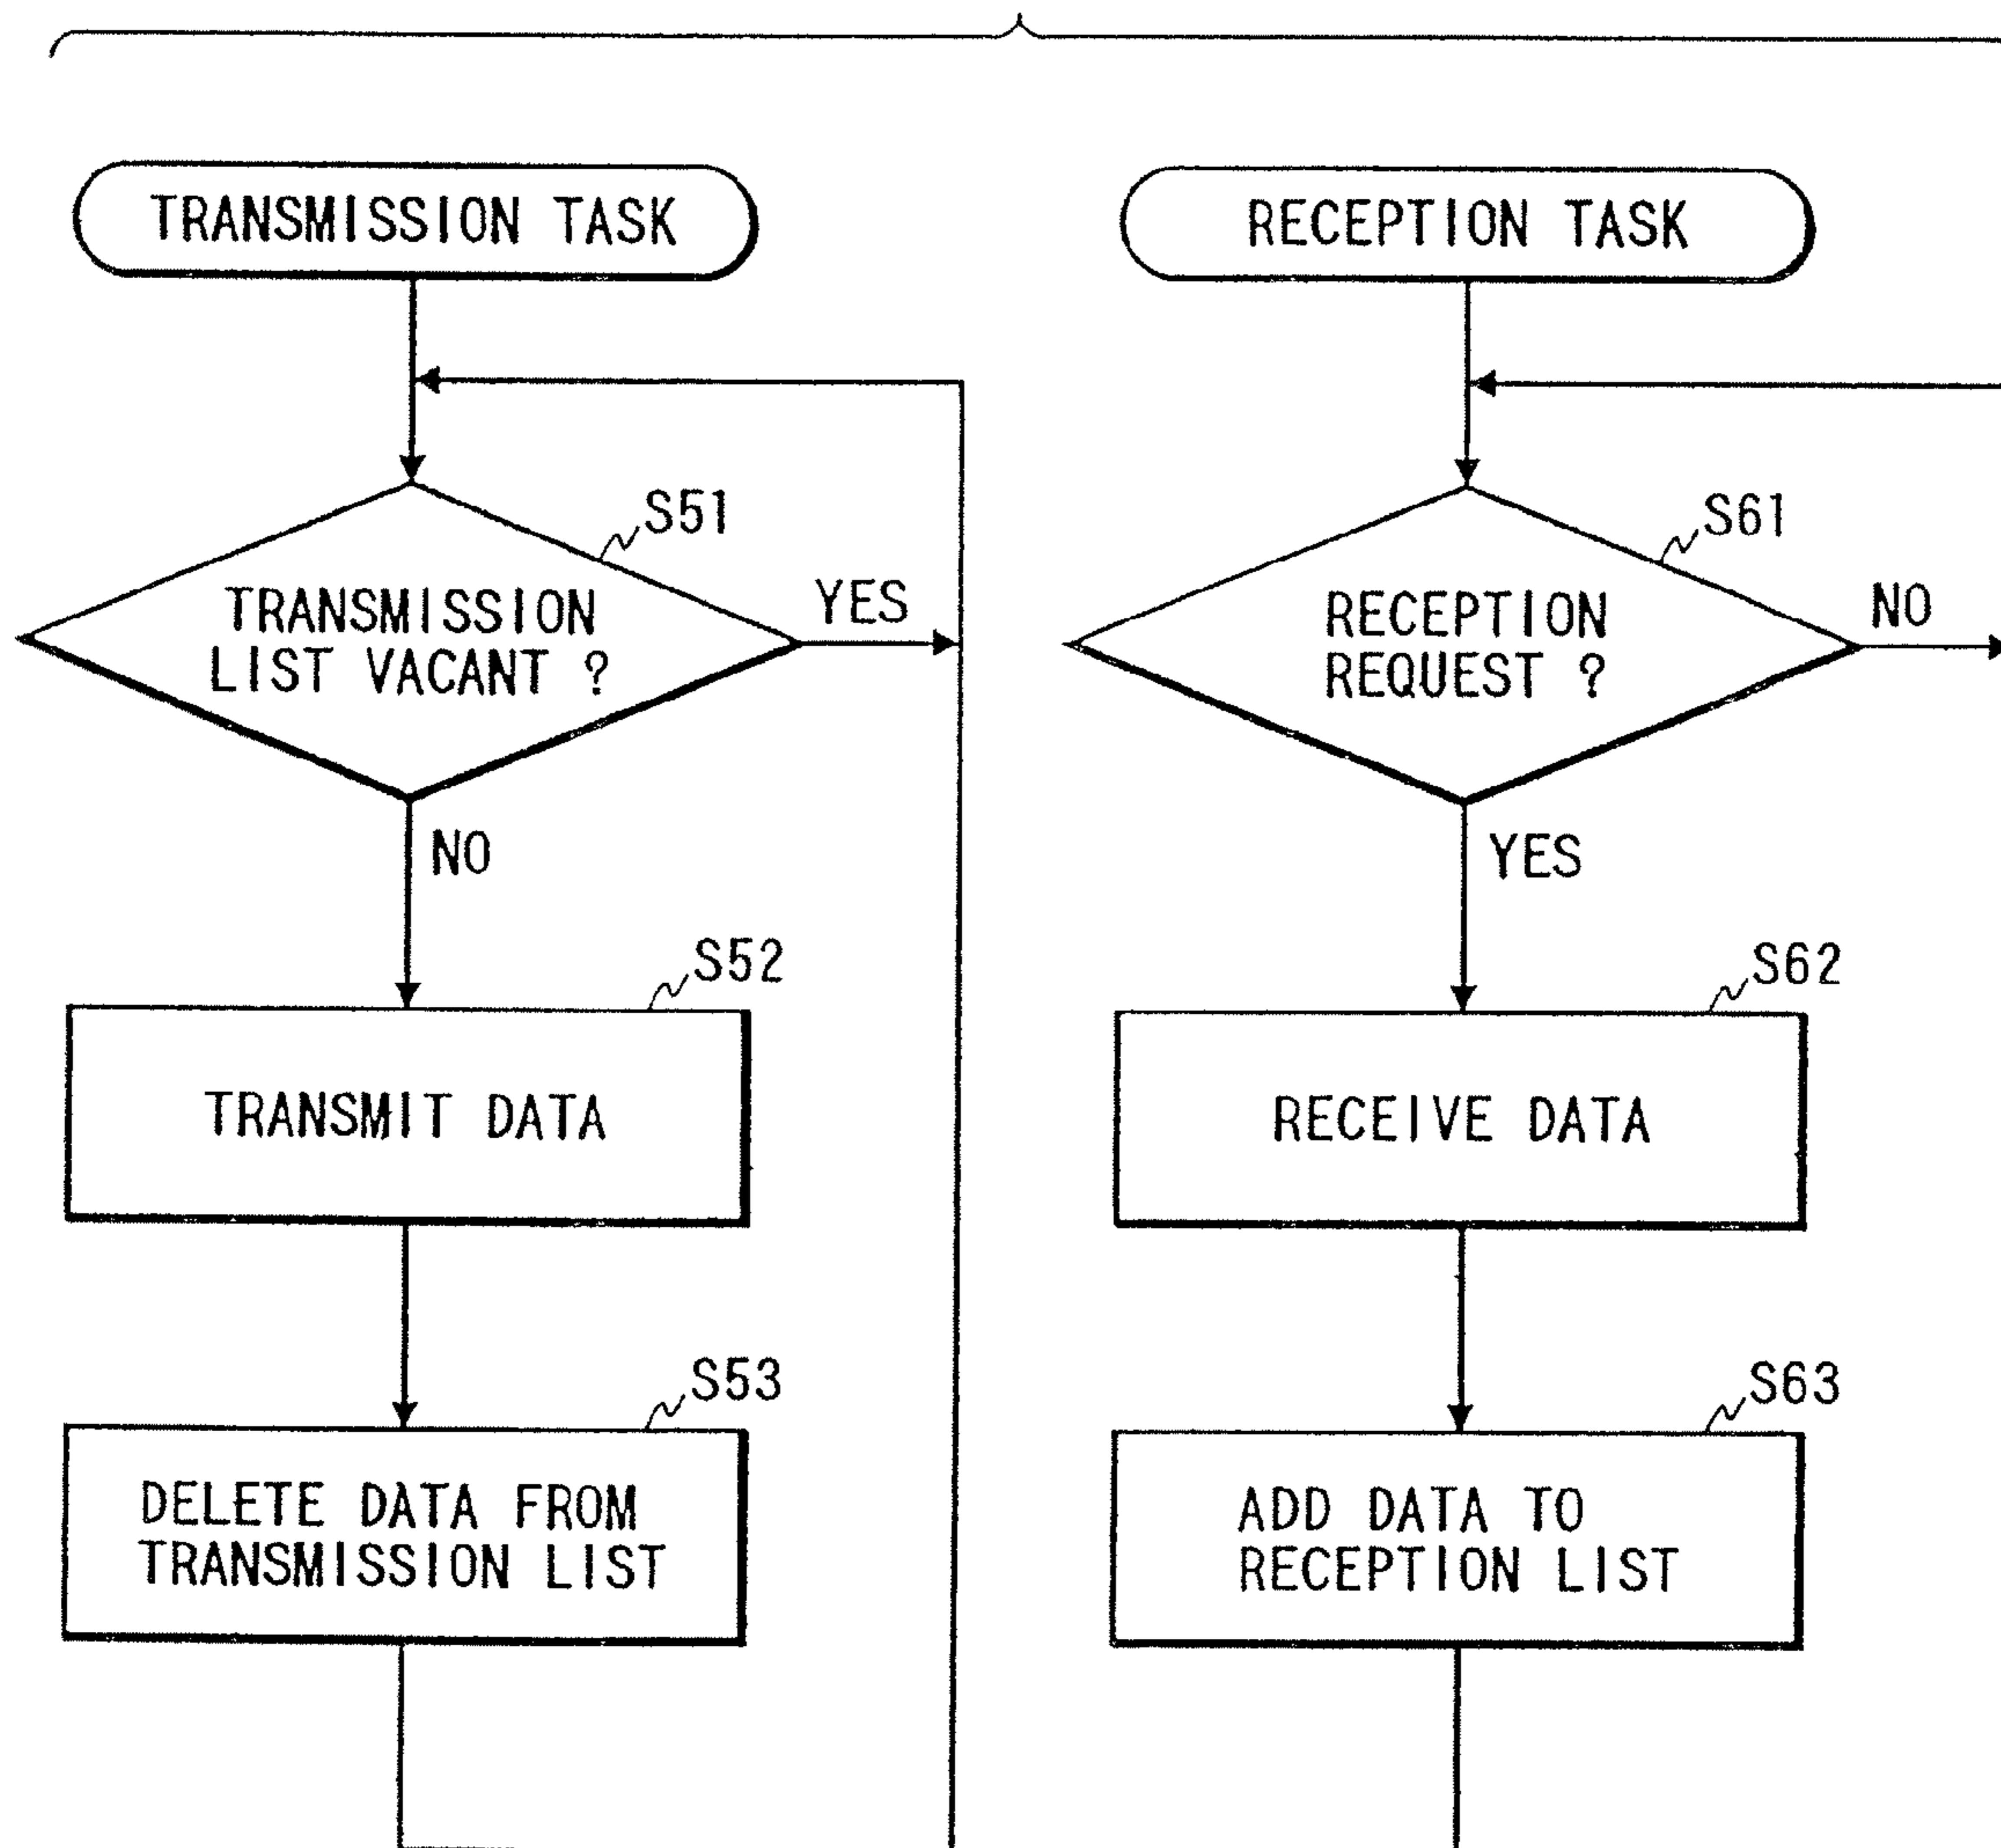 TRANSMISSION TASK
S51
TRANSMISSION
LIST VACANT ?
YES
NO
S52
TRANSMIT DATA
S53
DELETE DATA FROM
TRANSMISSION LIST
RECEPTION TASK
S61
RECEPTION
REQUEST ?
NO
YES
S62
RECEIVE DATA
S63
ADD DATA TO
RECEPTION LIST